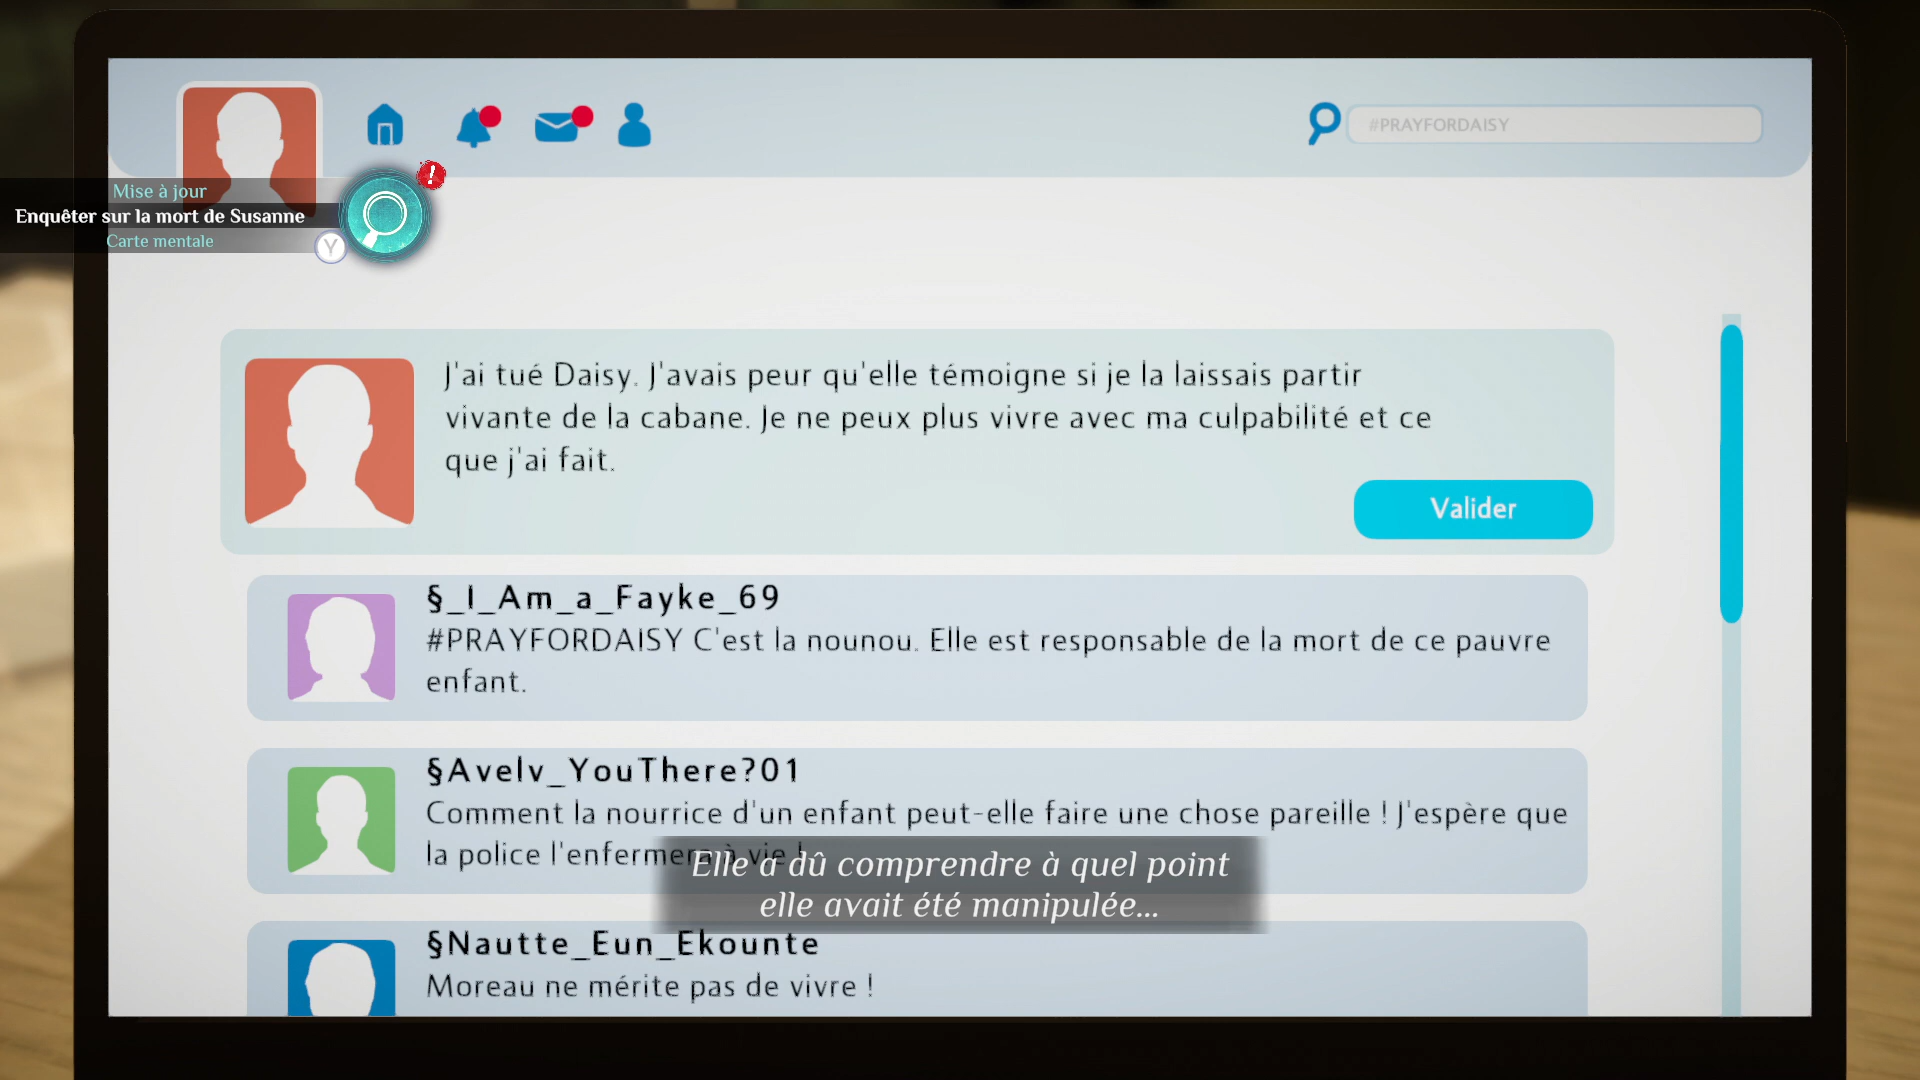 #PRAYFORDAISY
Mise à jour
Enquêter sur la mort de Susanne
Carte mentale
Y
!
J'ai tué Daisy. J'avais peur qu'elle témoigne si je la laissais partir
vivante de la cabane. Je ne peux plus vivre avec ma culpabilité et ce
que j'ai fait.
Valider
§_I_Am_a_Fayke_69
#PRAYFORDAISY C'est la nounou. Elle est responsable de la mort de ce pauvre
enfant.
§Avelv_YouThere?01
Comment la nourrice d'un enfant peut-elle faire une chose pareille ! J'espère que
la police l'enfermera à vie !
Elle a dû comprendre à quel point
elle avait été manipulée...
§Nautte_Eun_Ekounte
Moreau ne mérite pas de vivre !